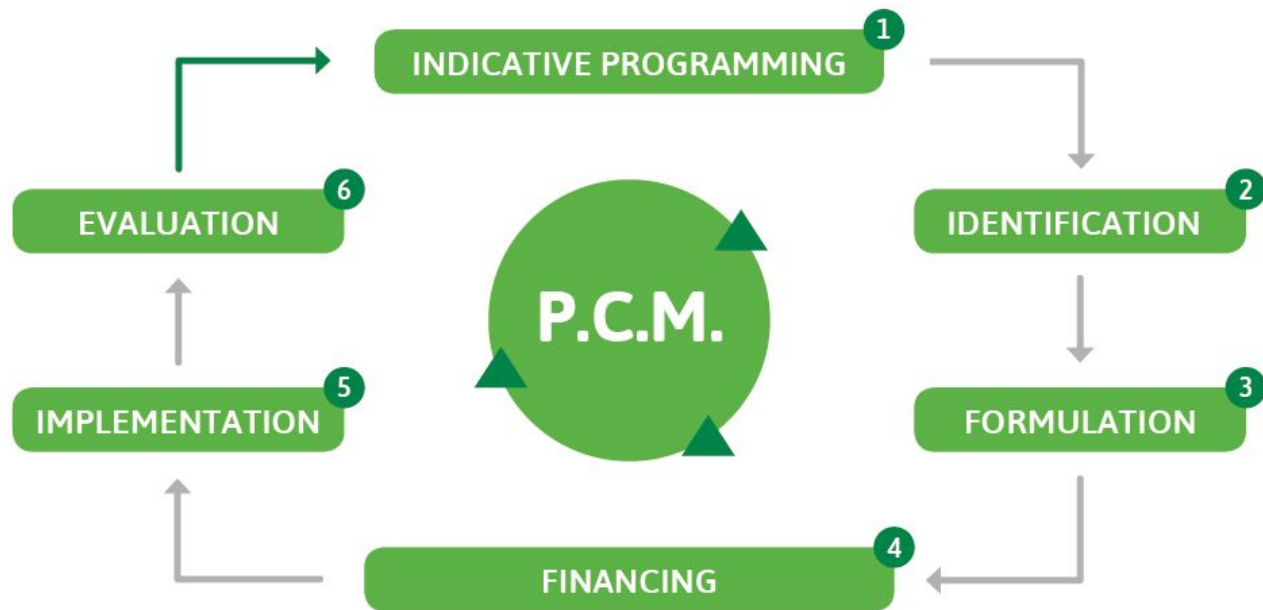 1
INDICATIVE PROGRAMMING
2
IDENTIFICATION
3
FORMULATION
4
FINANCING
5
IMPLEMENTATION
6
EVALUATION
P.C.M.